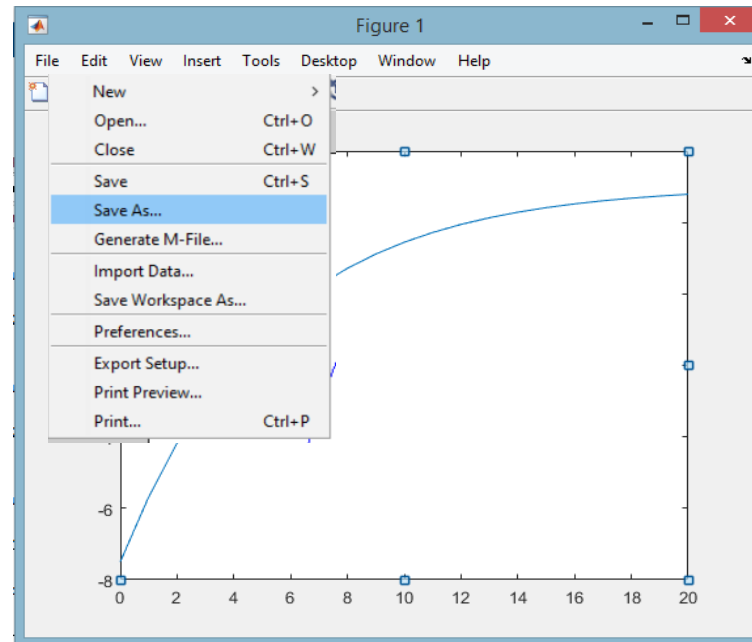 Figure 1
File Edit View Insert Tools Desktop Window Help
New
Open... Ctrl+O
Close Ctrl+W
Save Ctrl+S
Save As...
Generate M-File...
Import Data...
Save Workspace As...
Preferences...
Export Setup...
Print Preview...
Print... Ctrl+P
-6
-8
0 2 4 6 8 10 12 14 16 18 20